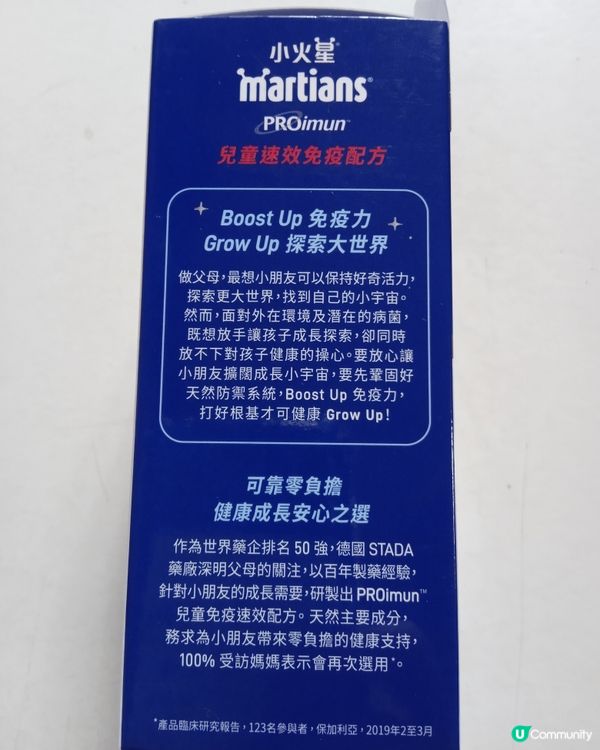 小火星®
martians®
PROimun™
兒童速效免疫配方
Boost Up 免疫力
Grow Up 探索大世界
做父母，最想小朋友可以保持好奇活力，
探索更大世界，找到自己的小宇宙。
然而，面對外在環境及潛在的病菌，
既想放手讓孩子成長探索，卻同時
放不下對孩子健康的操心。要放心讓
小朋友擴闊成長小宇宙，要先鞏固好
天然防禦系統，Boost Up 免疫力，
打好根基才可健康 Grow Up！
可靠零負擔
健康成長安心之選
作為世界藥企排名 50 強，德國 STADA
藥廠深明父母的關注，以百年製藥經驗，
針對小朋友的成長需要，研製出 PROimun™
兒童免疫速效配方。天然主要成分，
務求為小朋友帶來零負擔的健康支持，
100% 受訪媽媽表示會再次選用*。
*產品臨床研究報告，123名參與者，保加利亞，2019年2至3月
U Community